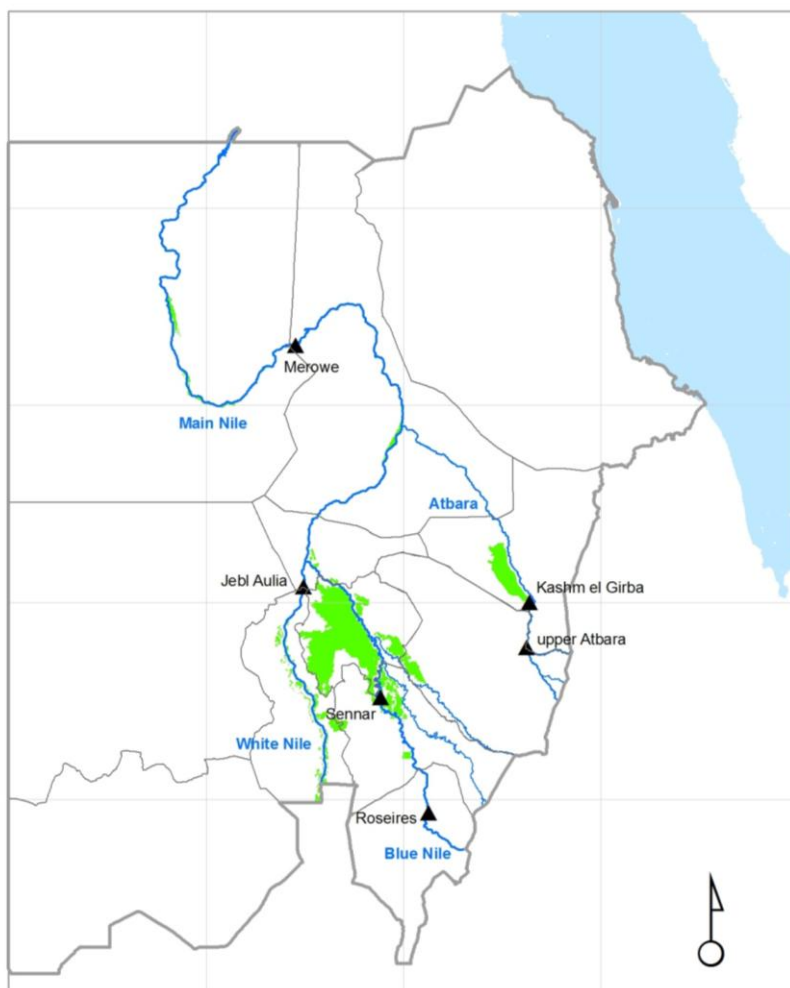 Merowe
Main Nile
Atbara
Jebl Aulia
Kashm el Girba
upper Atbara
Sennar
White Nile
Roseires
Blue Nile